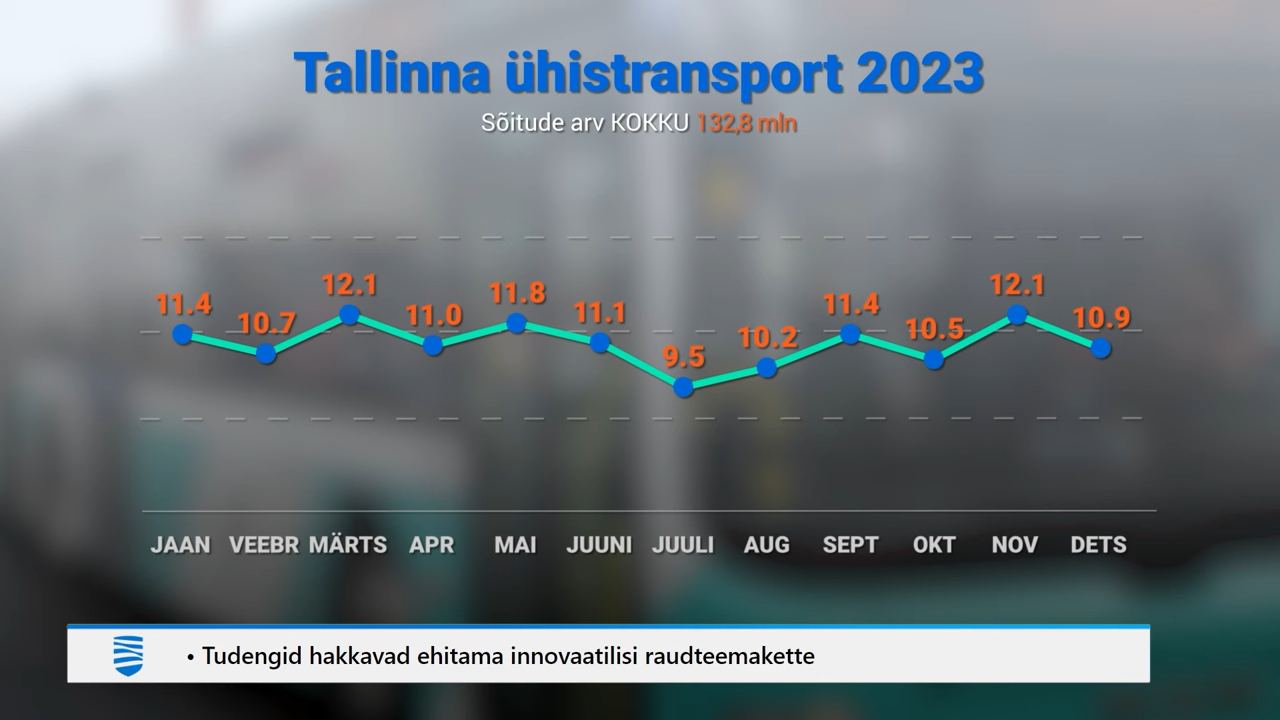 Tallinna ühistransport 2023
Sõitude arv KOKKU 132,8 mln
11.4 10.7 12.1 11.0 11.8 11.1 9.5 10.2 11.4 10.5 12.1 10.9
JAAN VEEBR MÄRTS APR MAI JUUNI JUULI AUG SEPT OKT NOV DETS
• Tudengid hakkavad ehitama innovaatilisi raudteemakette